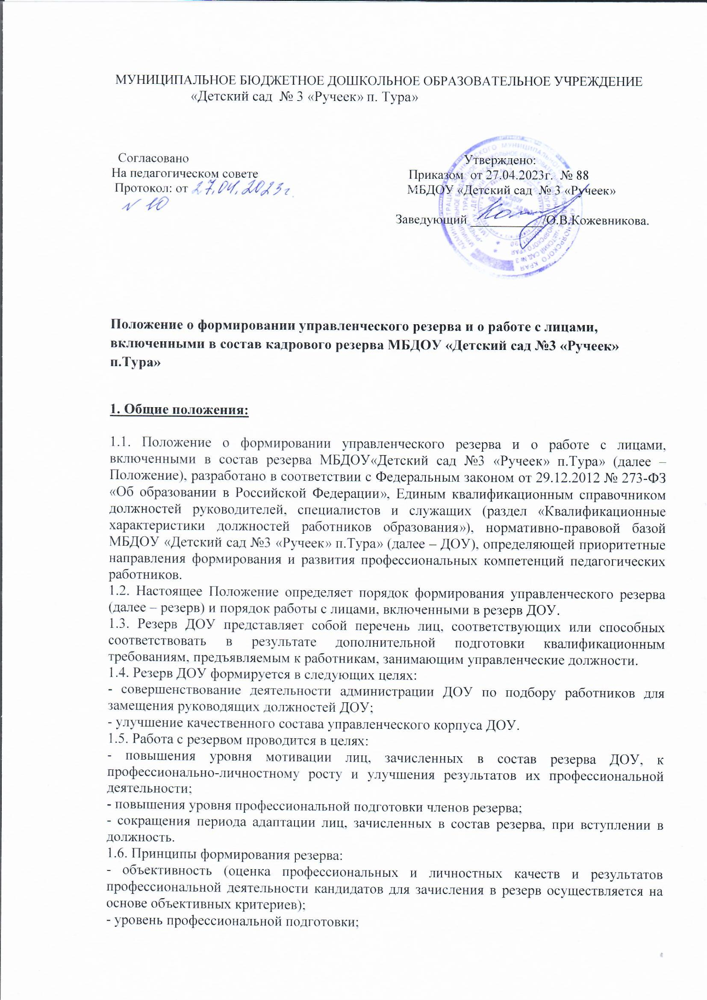 МУНИЦИПАЛЬНОЕ БЮДЖЕТНОЕ ДОШКОЛЬНОЕ ОБРАЗОВАТЕЛЬНОЕ УЧРЕЖДЕНИЕ
«Детский сад № 3 «Ручеек» п. Тура»
Согласовано
На педагогическом совете
Протокол: от 27.04.2023г.
№ 10
Утверждено:
Приказом от 27.04.2023г. № 88
МБДОУ «Детский сад № 3 «Ручеек»
Заведующий ___________/О.В.Кожевникова.
Положение о формировании управленческого резерва и о работе с лицами,
включенными в состав кадрового резерва МБДОУ «Детский сад №3 «Ручеек»
п.Тура»
1. Общие положения:
1.1. Положение о формировании управленческого резерва и о работе с лицами,
включенными в состав резерва МБДОУ«Детский сад №3 «Ручеек» п.Тура» (далее –
Положение), разработано в соответствии с Федеральным законом от 29.12.2012 № 273-ФЗ
«Об образовании в Российской Федерации», Единым квалификационным справочником
должностей руководителей, специалистов и служащих (раздел «Квалификационные
характеристики должностей работников образования»), нормативно-правовой базой
МБДОУ «Детский сад №3 «Ручеек» п.Тура» (далее – ДОУ), определяющей приоритетные
направления формирования и развития профессиональных компетенций педагогических
работников.
1.2. Настоящее Положение определяет порядок формирования управленческого резерва
(далее – резерв) и порядок работы с лицами, включенными в резерв ДОУ.
1.3. Резерв ДОУ представляет собой перечень лиц, соответствующих или способных
соответствовать в результате дополнительной подготовки квалификационным
требованиям, предъявляемым к работникам, занимающим управленческие должности.
1.4. Резерв ДОУ формируется в следующих целях:
- совершенствование деятельности администрации ДОУ по подбору работников для
замещения руководящих должностей ДОУ;
- улучшение качественного состава управленческого корпуса ДОУ.
1.5. Работа с резервом проводится в целях:
- повышения уровня мотивации лиц, зачисленных в состав резерва ДОУ, к
профессионально-личностному росту и улучшения результатов их профессиональной
деятельности;
- повышения уровня профессиональной подготовки членов резерва;
- сокращения периода адаптации лиц, зачисленных в состав резерва, при вступлении в
должность.
1.6. Принципы формирования резерва:
- объективность (оценка профессиональных и личностных качеств и результатов
профессиональной деятельности кандидатов для зачисления в резерв осуществляется на
основе объективных критериев);
- уровень профессиональной подготовки;